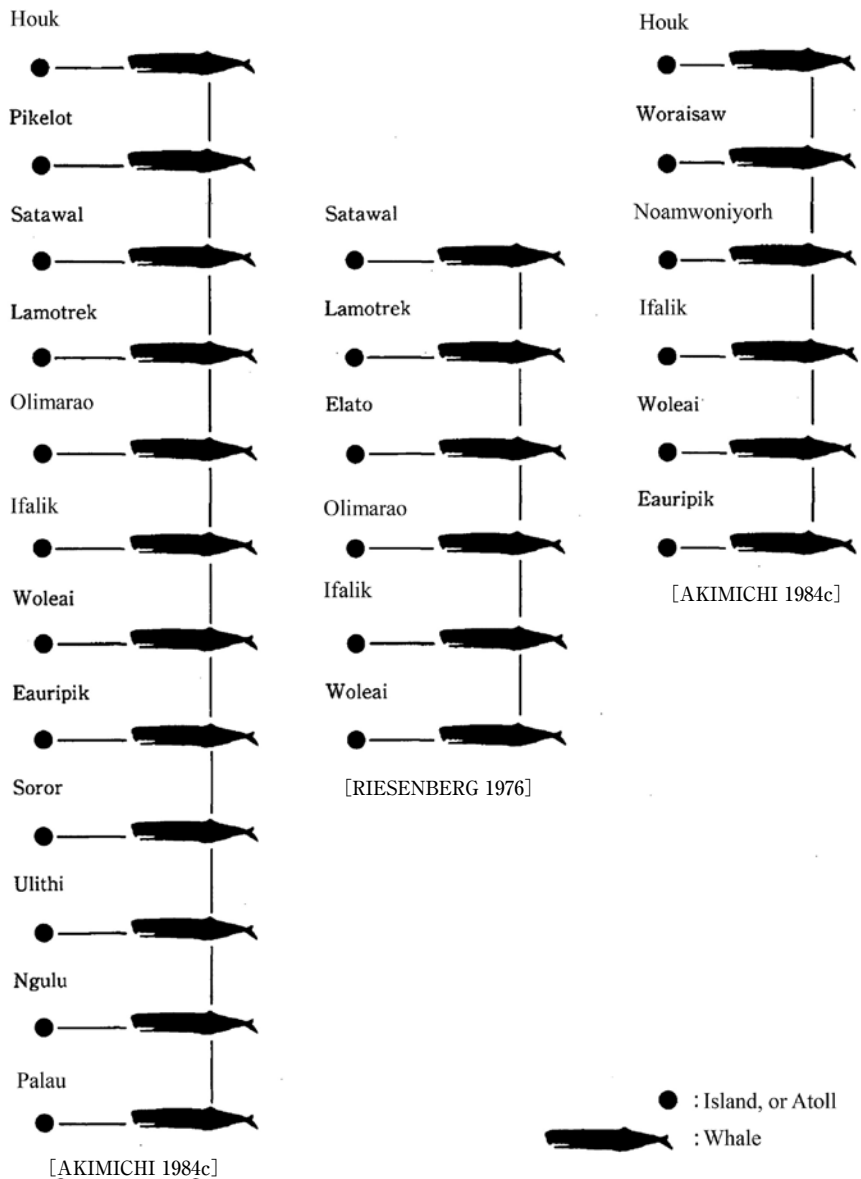 Houk
Pikelot
Satawal
Lamotrek
Olimarao
Ifalik
Woleai
Eauripik
Soror
Ulithi
Ngulu
Palau
[AKIMICHI 1984c]
Satawal
Lamotrek
Elato
Olimarao
Ifalik
Woleai
[RIESENBERG 1976]
Houk
Woraisaw
Noamwoniyorh
Ifalik
Woleai
Eauripik
[AKIMICHI 1984c]
: Island, or Atoll
: Whale